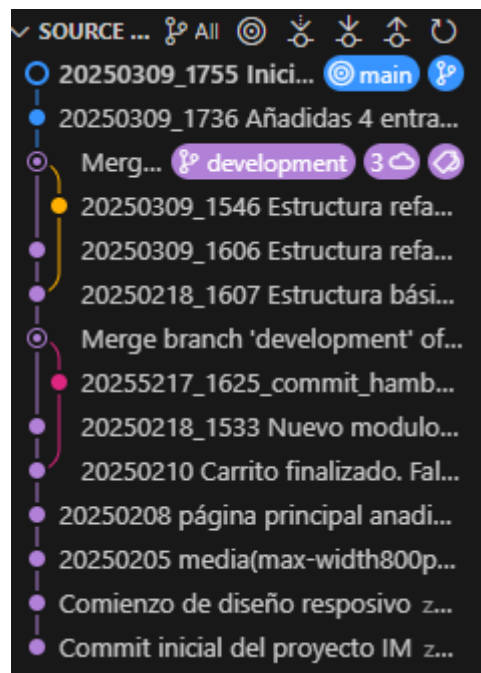 SOURCE ... All
20250309_1755 Inici... main
20250309_1736 Añadidas 4 entra...
Merg... development 3
20250309_1546 Estructura refa...
20250309_1606 Estructura refa...
20250218_1607 Estructura bási...
Merge branch 'development' of...
20255217_1625_commit_hamb...
20250218_1533 Nuevo modulo...
20250210 Carrito finalizado. Fal...
20250208 página principal anadi...
20250205 media(max-width800p...
Comienzo de diseño resposivo z...
Commit inicial del proyecto IM z...